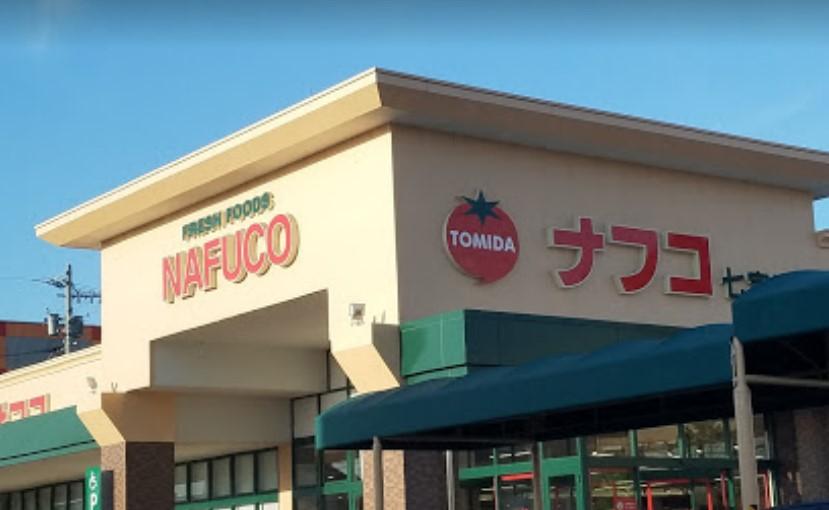 FRESH FOODS
NAFUCO
TOMIDA
ナフコ
P